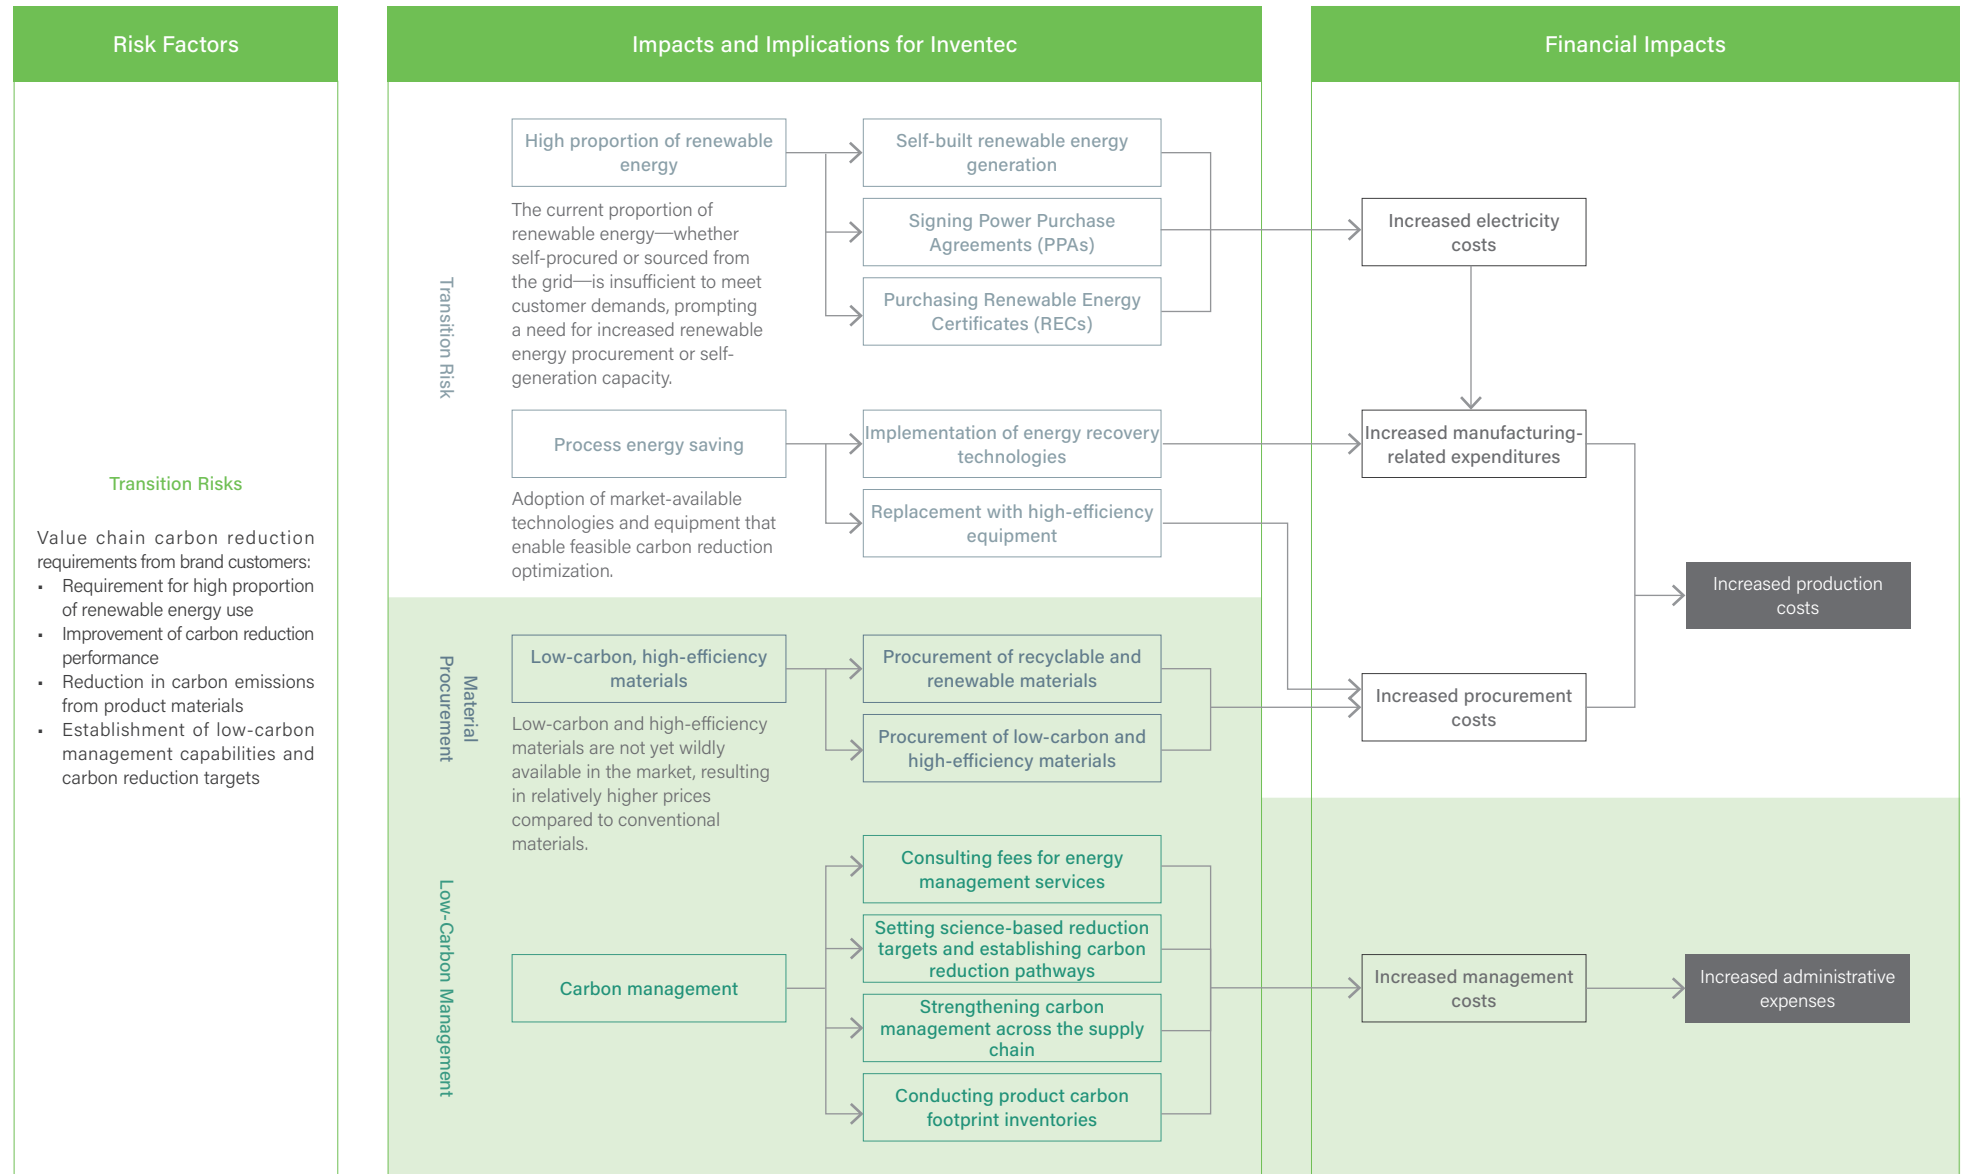 Risk Factors
Impacts and Implications for Inventec
Financial Impacts
Transition Risks
Value chain carbon reduction
requirements from brand customers:
▪ Requirement for high proportion
of renewable energy use
▪ Improvement of carbon reduction
performance
▪ Reduction in carbon emissions
from product materials
▪ Establishment of low-carbon
management capabilities and
carbon reduction targets
Transition Risk
High proportion of renewable
energy
The current proportion of
renewable energy—whether
self-procured or sourced from
the grid—is insufficient to meet
customer demands, prompting
a need for increased renewable
energy procurement or self-
generation capacity.
Self-built renewable energy
generation
Signing Power Purchase
Agreements (PPAs)
Purchasing Renewable Energy
Certificates (RECs)
Process energy saving
Adoption of market-available
technologies and equipment that
enable feasible carbon reduction
optimization.
Implementation of energy recovery
technologies
Replacement with high-efficiency
equipment
Material
Procurement
Low-carbon, high-efficiency
materials
Low-carbon and high-efficiency
materials are not yet wildly
available in the market, resulting
in relatively higher prices
compared to conventional
materials.
Procurement of recyclable and
renewable materials
Procurement of low-carbon and
high-efficiency materials
Low-Carbon Management
Carbon management
Consulting fees for energy
management services
Setting science-based reduction
targets and establishing carbon
reduction pathways
Strengthening carbon
management across the supply
chain
Conducting product carbon
footprint inventories
Increased electricity
costs
Increased manufacturing-
related expenditures
Increased procurement
costs
Increased production
costs
Increased management
costs
Increased administrative
expenses